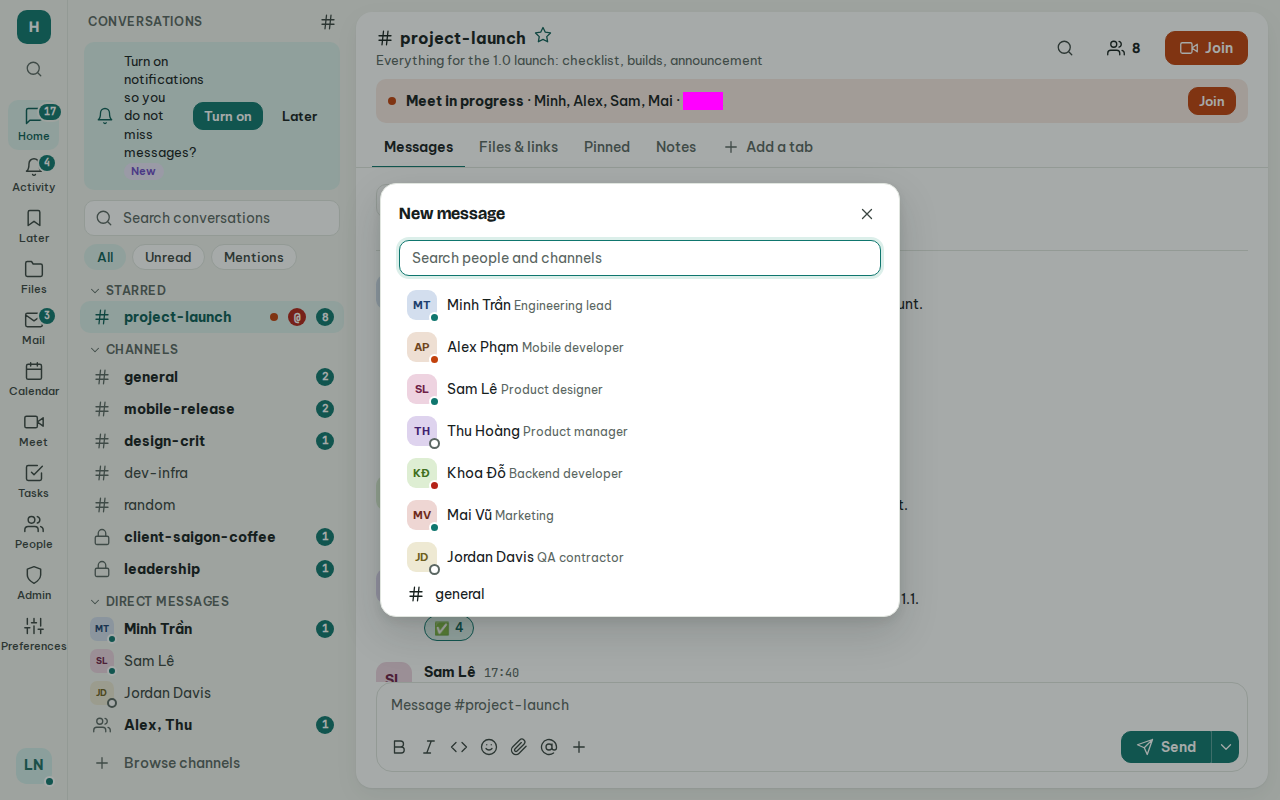 H
CONVERSATIONS
Turn on
notifications
so you
do not
miss
messages?
New
Turn on
Later
Search conversations
All
Unread
Mentions
17
Home
4
Activity
Later
Files
3
Mail
Calendar
Meet
Tasks
People
Admin
Preferences
LN
STARRED
project-launch @ 8
CHANNELS
general 2
mobile-release 2
design-crit 1
dev-infra
random
client-saigon-coffee 1
leadership 1
DIRECT MESSAGES
MT Minh Trần 1
SL Sam Lê
JD Jordan Davis
Alex, Thu 1
Browse channels
# project-launch
Everything for the 1.0 launch: checklist, builds, announcement
8
Join
Meet in progress · Minh, Alex, Sam, Mai ·
Join
Messages
Files & links
Pinned
Notes
Add a tab
New message
Search people and channels
MT Minh Trần Engineering lead
AP Alex Phạm Mobile developer
SL Sam Lê Product designer
TH Thu Hoàng Product manager
KĐ Khoa Đỗ Backend developer
MV Mai Vũ Marketing
JD Jordan Davis QA contractor
# general
unt.
t.
1.1.
✅ 4
SL Sam Lê 17:40
Message #project-launch
Send